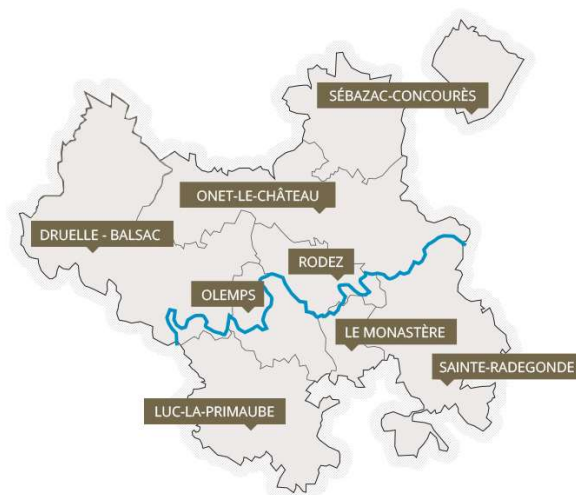 SÉBAZAC-CONCOURÈS
ONET-LE-CHÂTEAU
DRUELLE - BALSAC
RODEZ
OLEMPS
LE MONASTÈRE
SAINTE-RADEGONDE
LUC-LA-PRIMAUBE